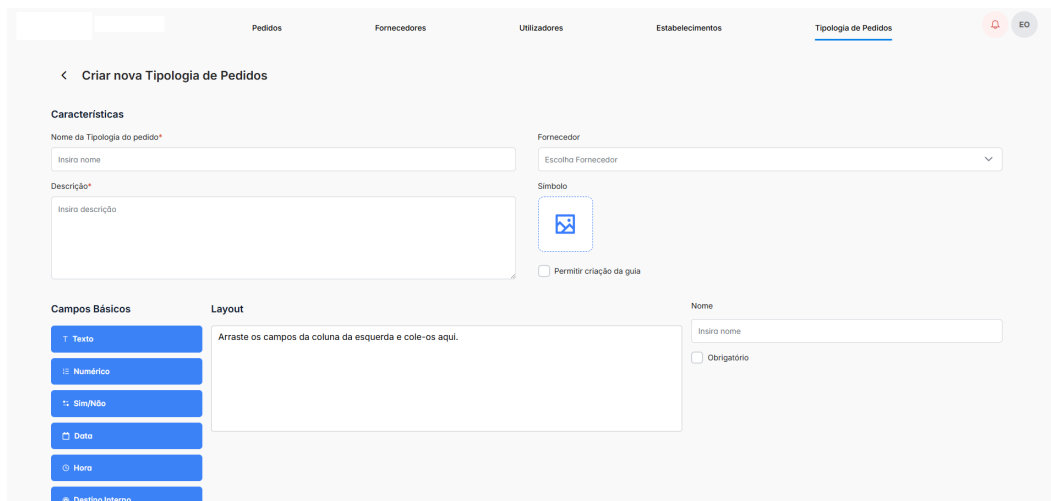 Pedidos
Fornecedores
Utilizadores
Estabelecimentos
Tipologia de Pedidos
EO
Criar nova Tipologia de Pedidos
Características
Nome da Tipologia do pedido*
Fornecedor
Insira nome
Escolha Fornecedor
Descrição*
Símbolo
Insira descrição
Permitir criação da guia
Campos Básicos
Layout
Nome
T Texto
Arraste os campos da coluna da esquerda e cole-os aqui.
Insira nome
Obrigatório
Numérico
Sim/Não
Data
Hora
Destino Interno